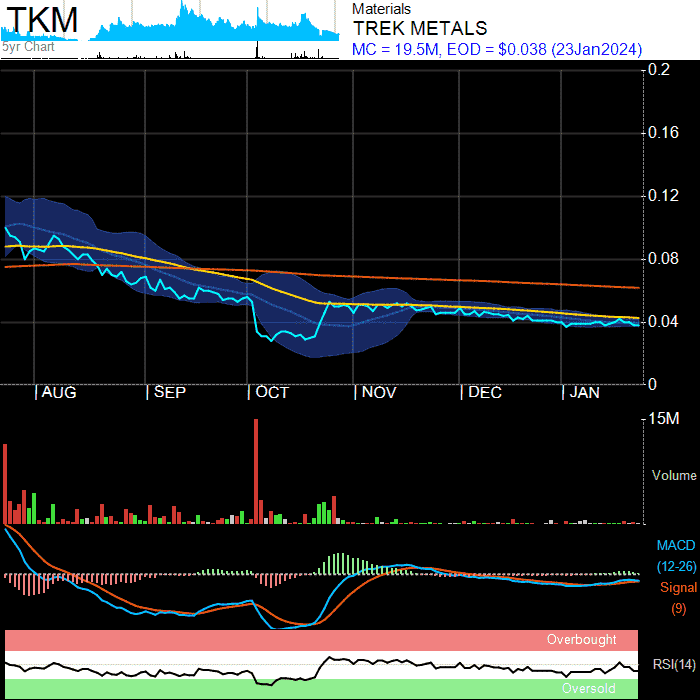 TKM
5yr Chart
Materials
TREK METALS
MC = 19.5M, EOD = $0.038 (23Jan2024)
0.2
0.16
0.12
0.08
0.04
0
AUG SEP OCT NOV DEC JAN
15M
Volume
MACD
(12-26)
Signal
(9)
Overbought
RSI(14)
Oversold